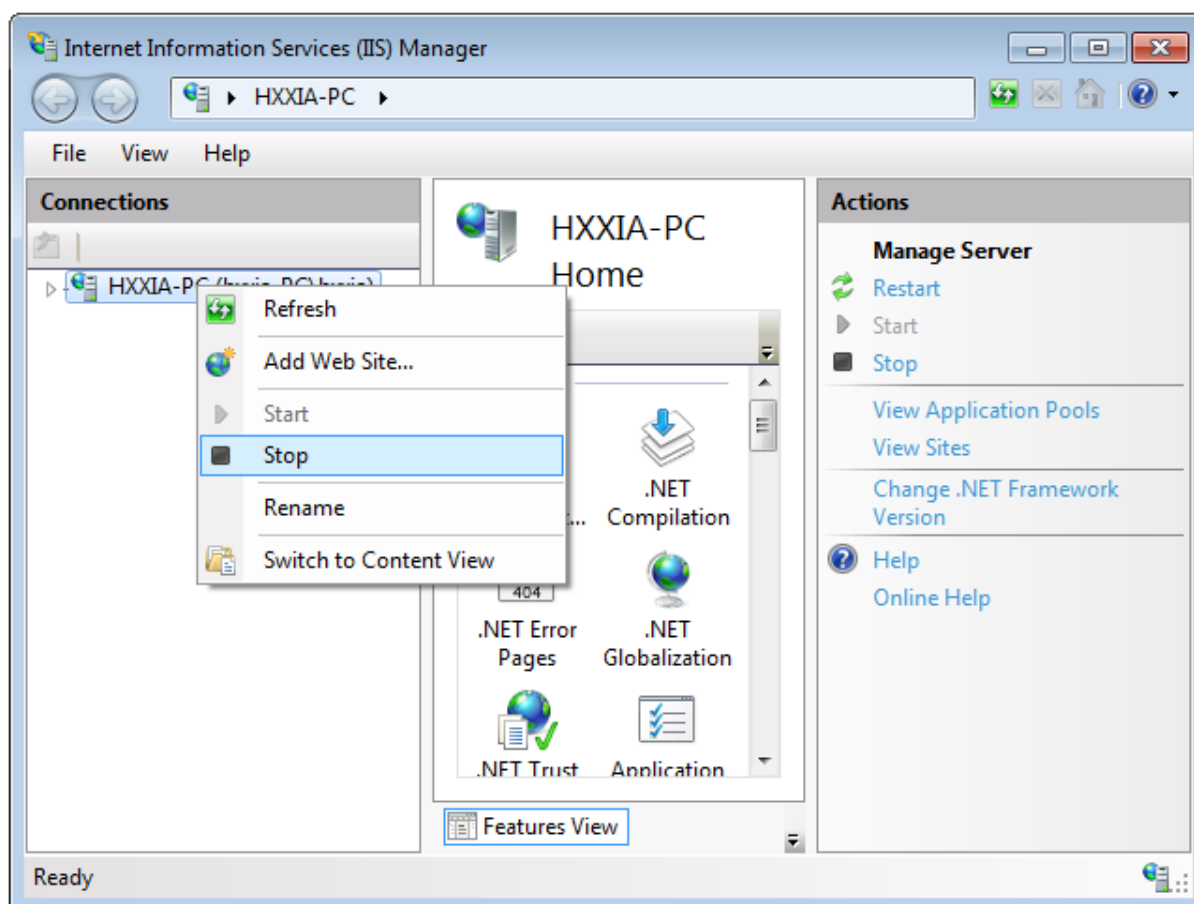 Internet Information Services (IIS) Manager
HXXIA-PC
File View Help
Connections
HXXIA-PC
Refresh
Add Web Site...
Start
Stop
Rename
Switch to Content View
HXXIA-PC
Home
.NET
Compilation
404
.NET Error
Pages
.NET
Globalization
.NET Trust
Application
Features View
Actions
Manage Server
Restart
Start
Stop
View Application Pools
View Sites
Change .NET Framework
Version
Help
Online Help
Ready